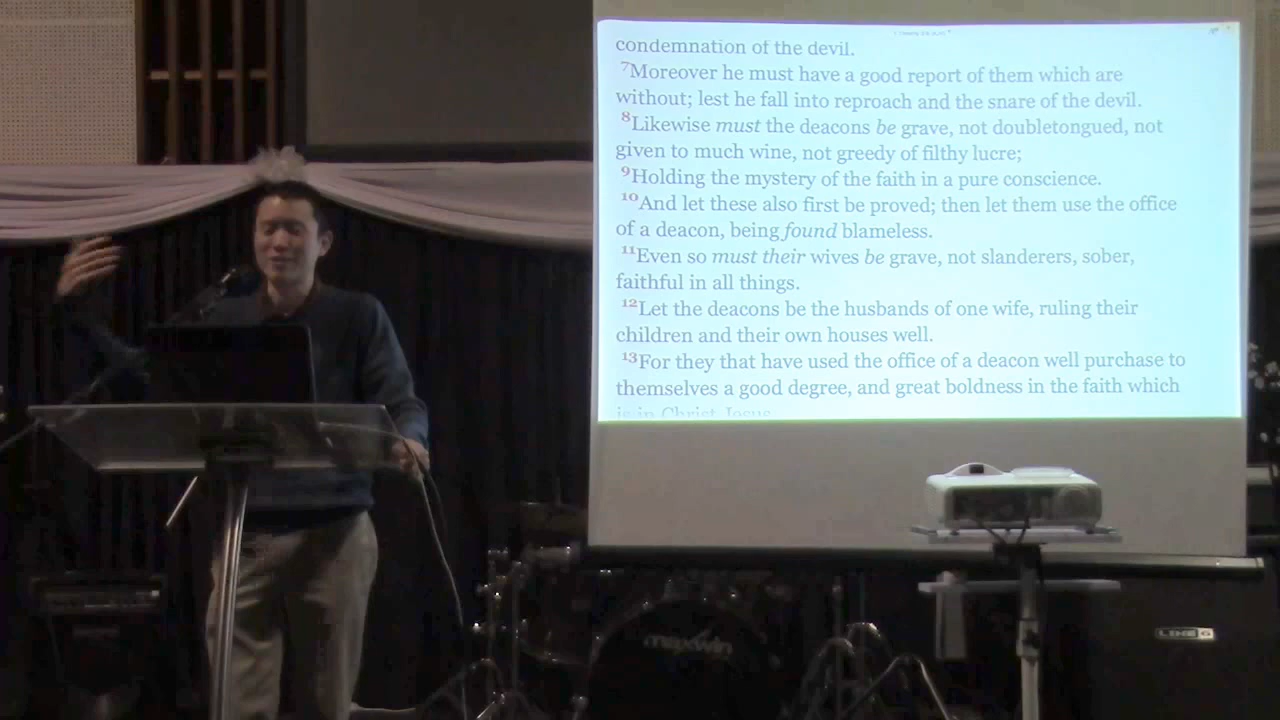 condemnation of the devil.
⁷Moreover he must have a good report of them which are
without; lest he fall into reproach and the snare of the devil.
⁸Likewise must the deacons be grave, not doubletongued, not
given to much wine, not greedy of filthy lucre;
⁹Holding the mystery of the faith in a pure conscience.
¹⁰And let these also first be proved; then let them use the office
of a deacon, being found blameless.
¹¹Even so must their wives be grave, not slanderers, sober,
faithful in all things.
¹²Let the deacons be the husbands of one wife, ruling their
children and their own houses well.
¹³For they that have used the office of a deacon well purchase to
themselves a good degree, and great boldness in the faith which
is in Christ Jesus
maxwin
LINE 6